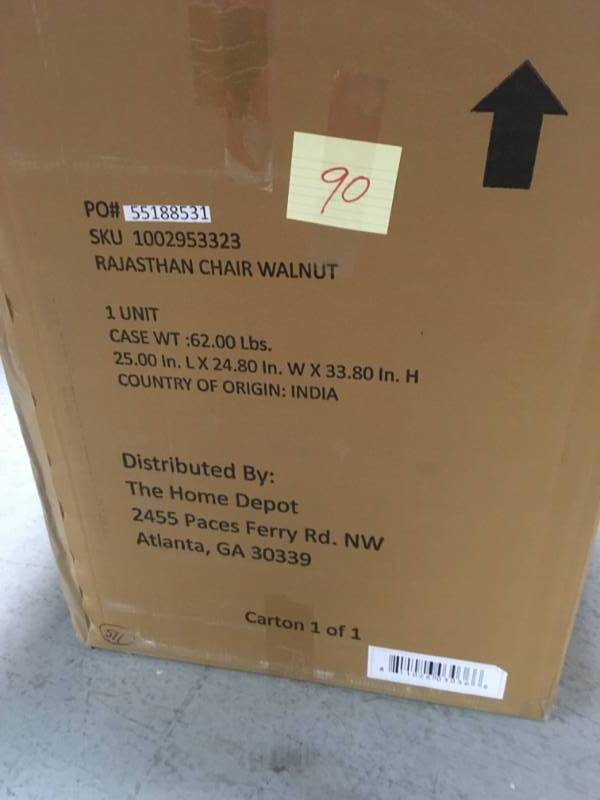 90
PO# 55188531
SKU 1002953323
RAJASTHAN CHAIR WALNUT
1 UNIT
CASE WT :62.00 Lbs.
25.00 In. L X 24.80 In. W X 33.80 In. H
COUNTRY OF ORIGIN: INDIA
Distributed By:
The Home Depot
2455 Paces Ferry Rd. NW
Atlanta, GA 30339
Carton 1 of 1